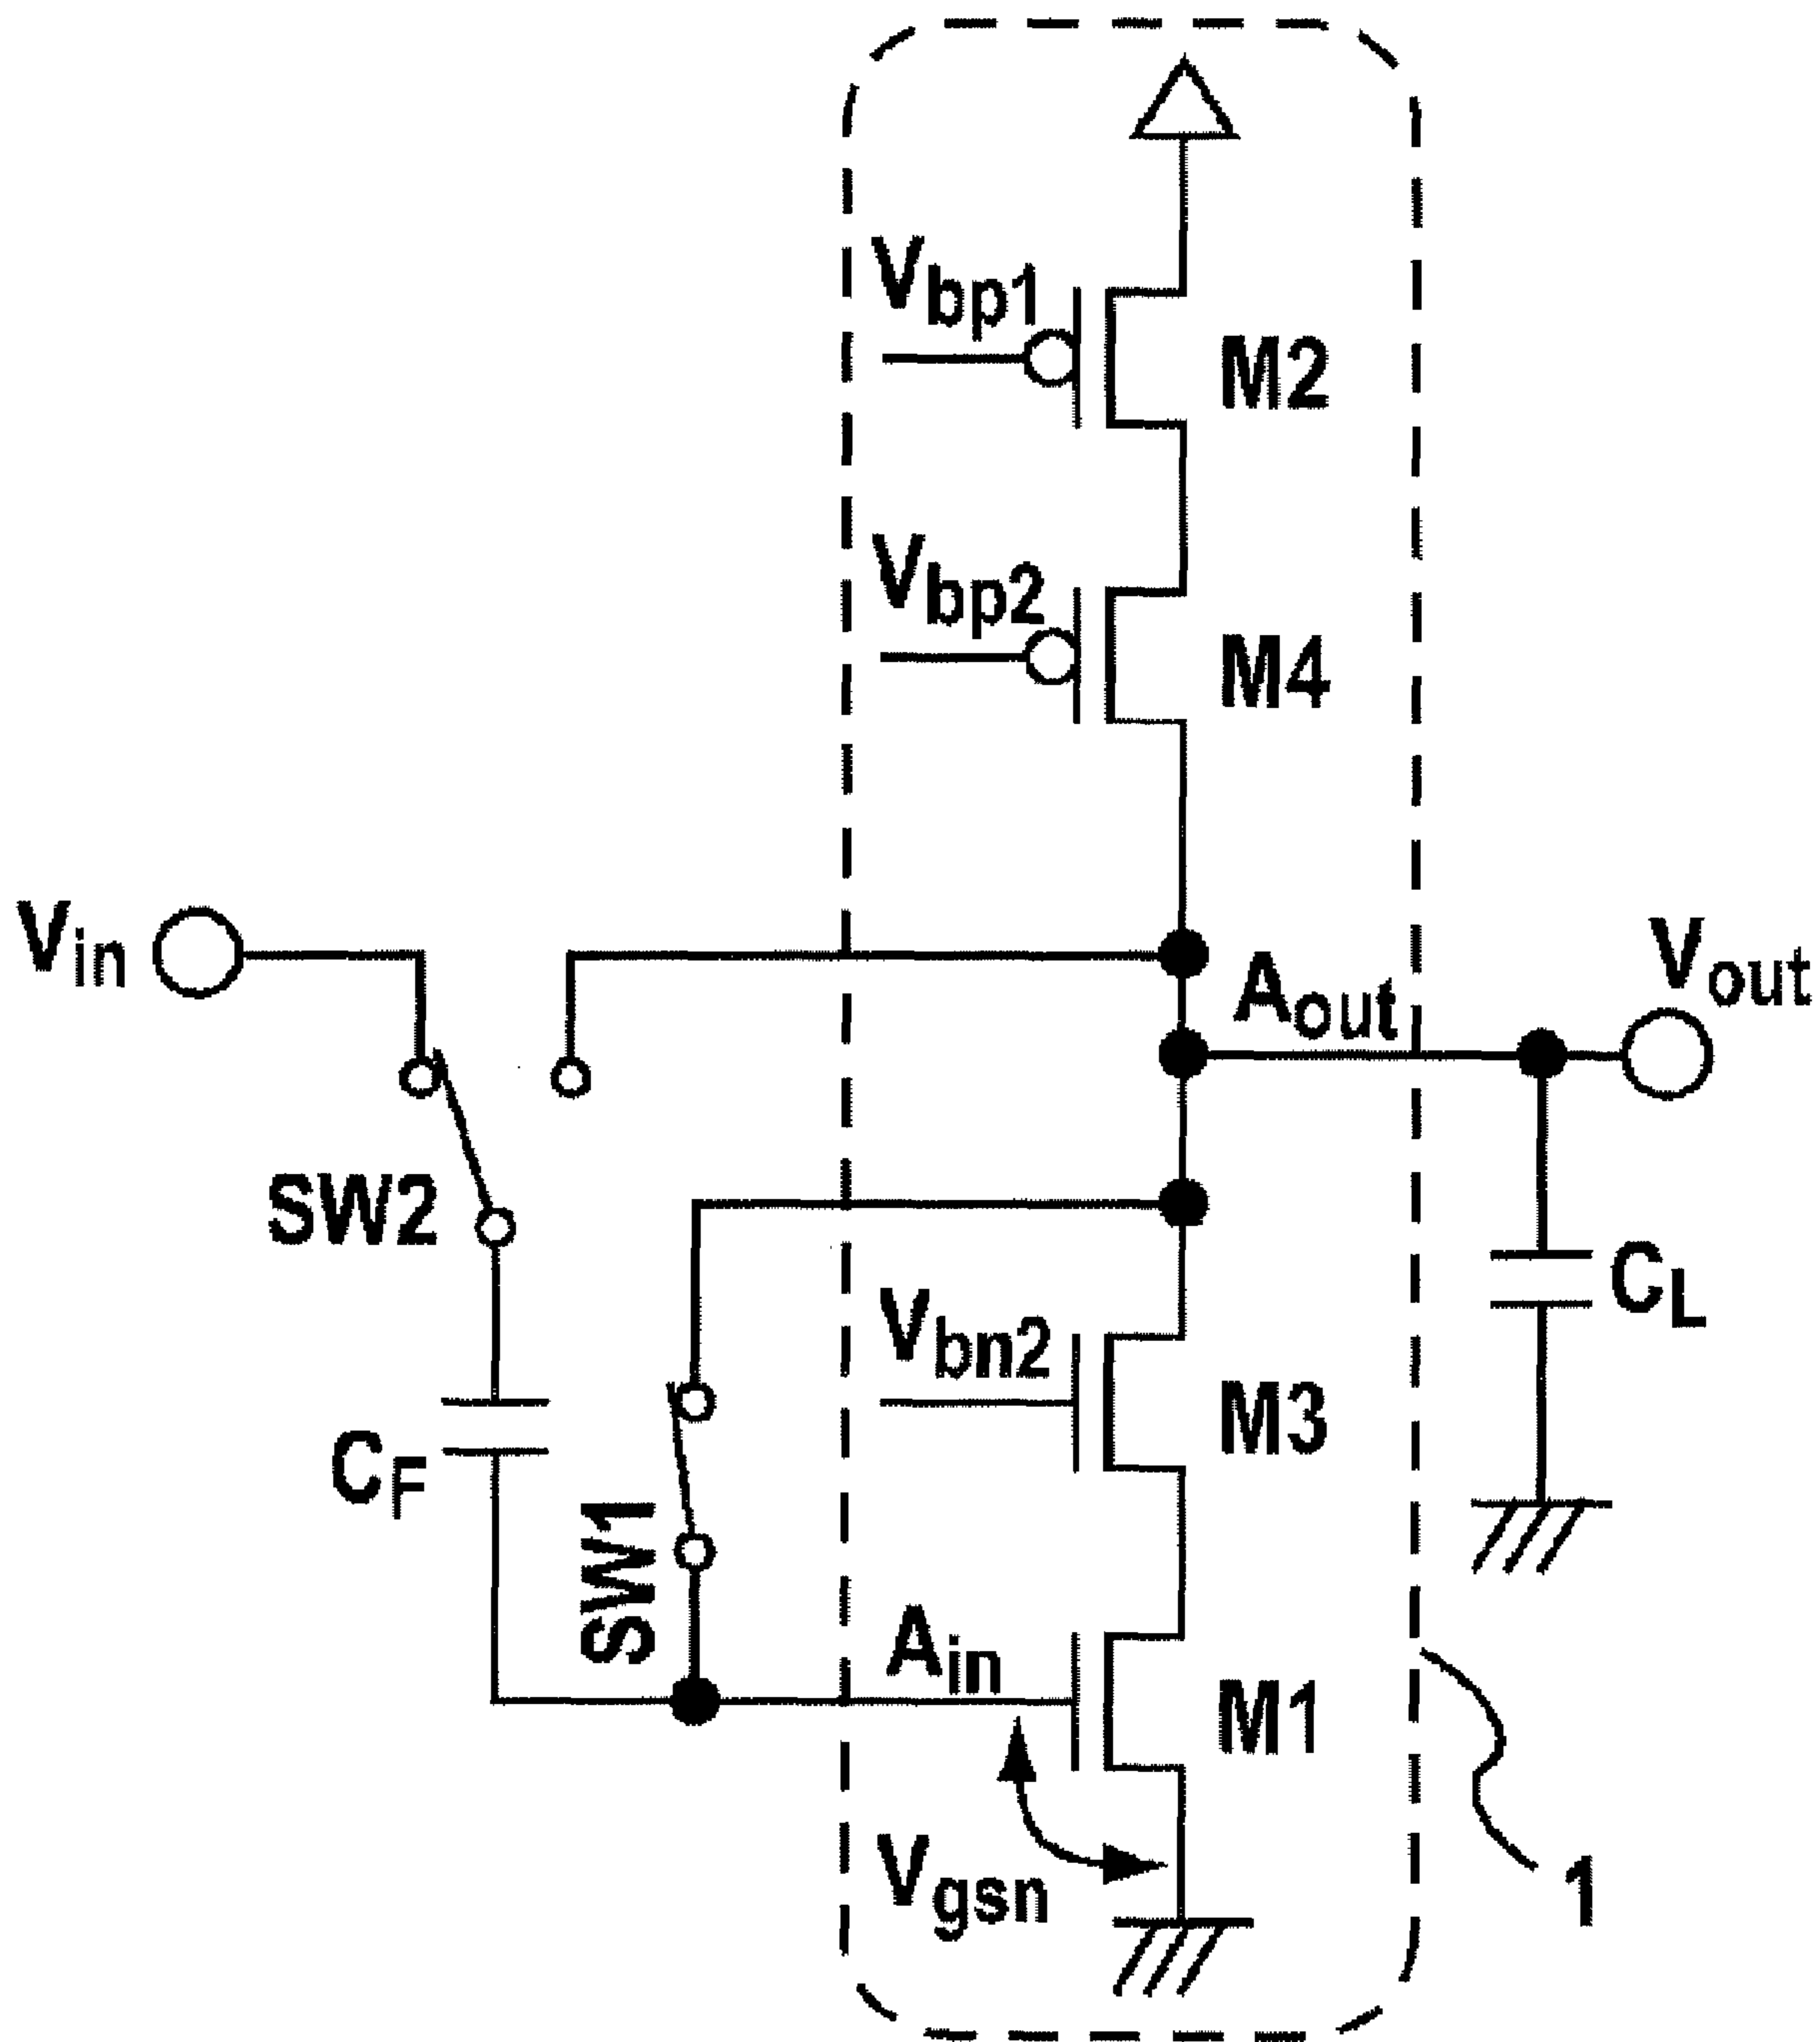 Vbp1
M2
Vbp2
M4
Vin
Aout
Vout
SW2
CL
Vbn2
M3
CF
SW1
Ain
M1
Vgsn
1